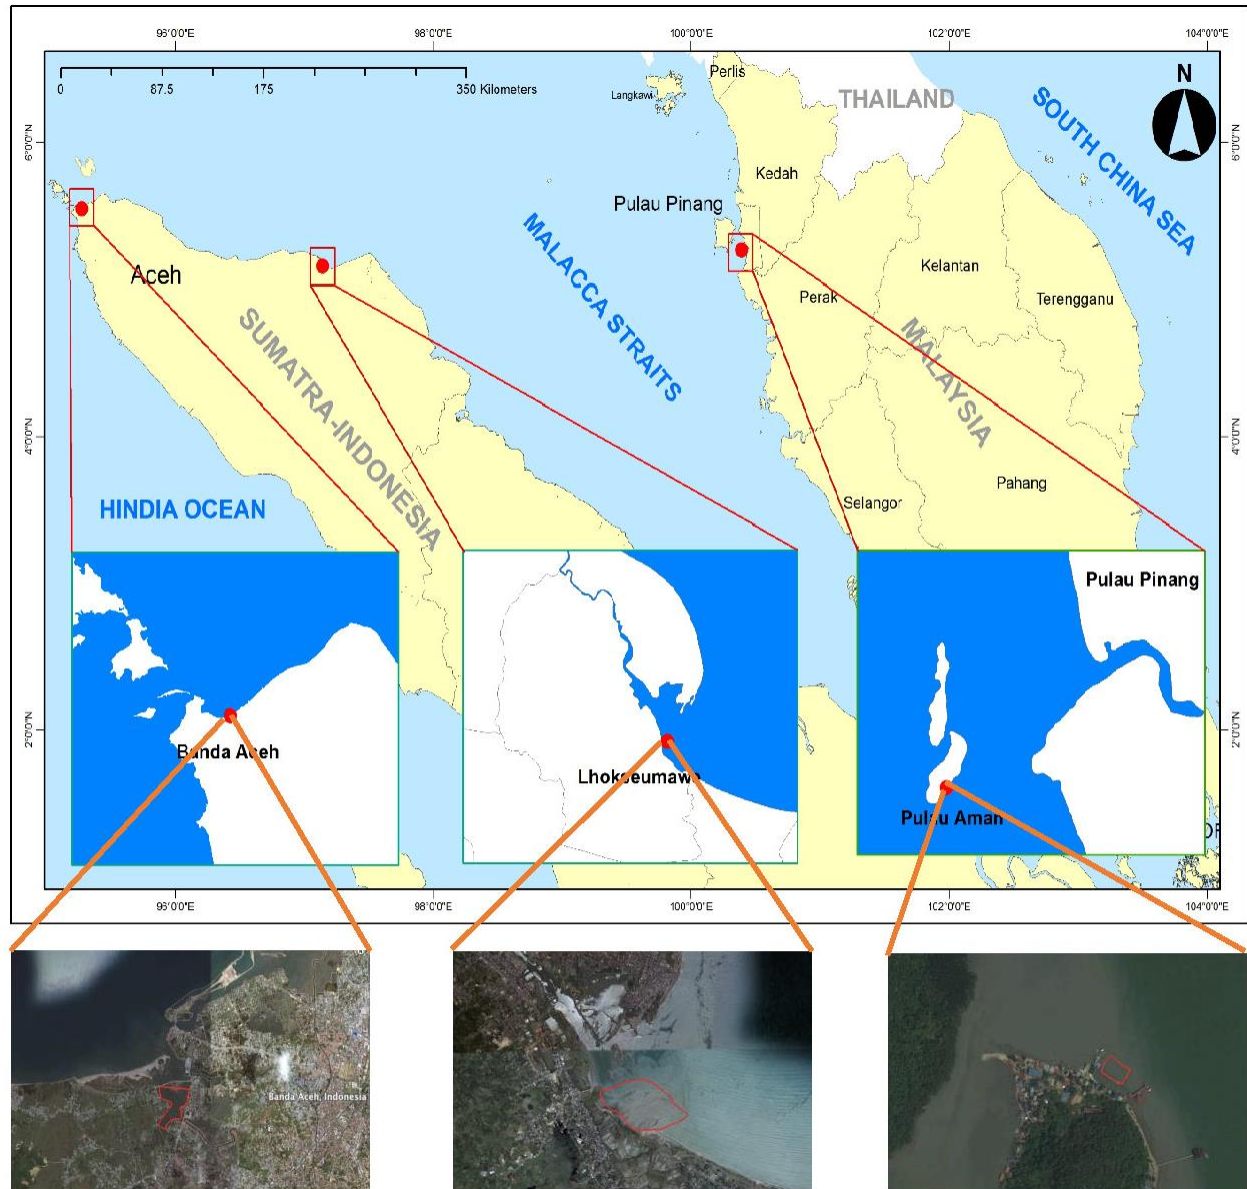 96°0'0"E 98°0'0"E 100°0'0"E 102°0'0"E 104°0'0"E
0 87.5 175 350 Kilometers
Perlis
Langkawi
THAILAND
N
SOUTH CHINA SEA
6°0'0"N
6°0'0"N
Kedah
Pulau Pinang
MALACCA STRAITS
Aceh
Kelantan
Perak
Terengganu
SUMATRA-INDONESIA
MALAYSIA
4°0'0"N
4°0'0"N
Pahang
Selangor
HINDIA OCEAN
Pulau Pinang
2°0'0"N
2°0'0"N
Banda Aceh
Lhokseumawe
Pulau Aman
96°0'0"E 98°0'0"E 100°0'0"E 102°0'0"E 104°0'0"E
Banda Aceh, Indonesia